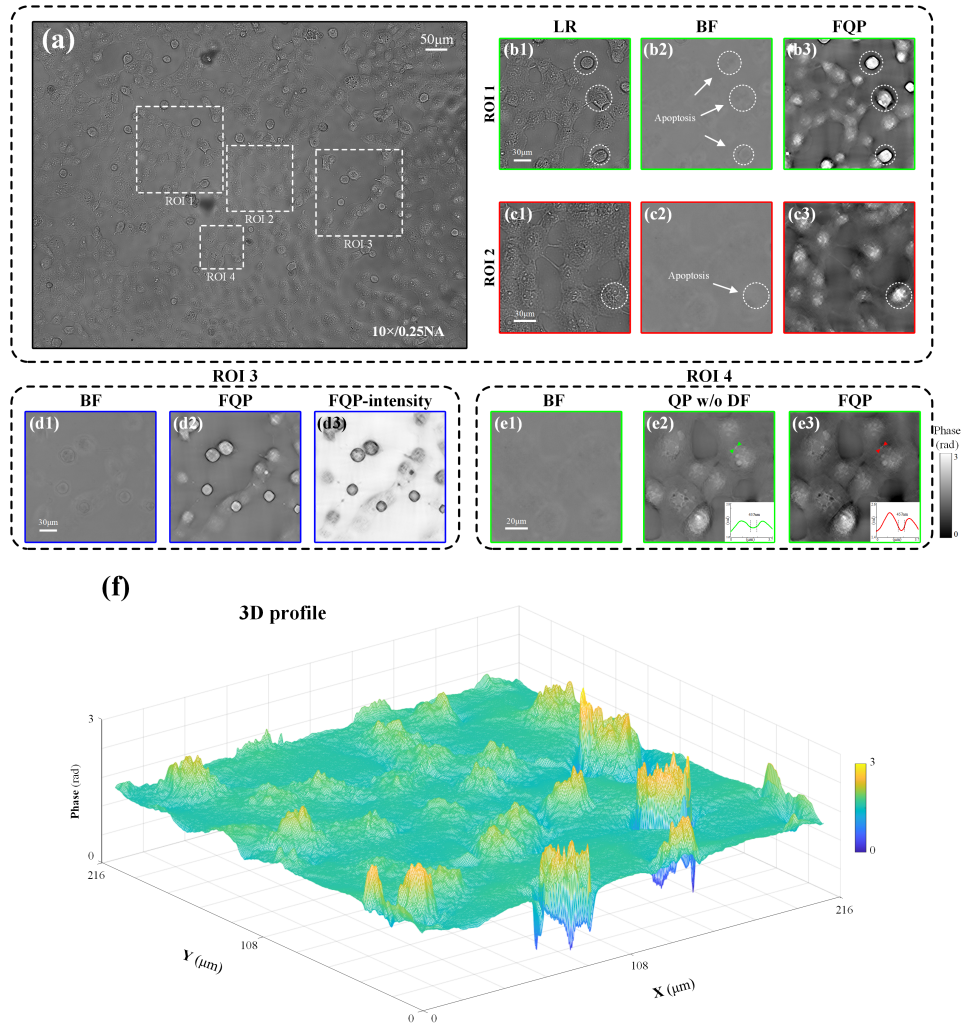 (a)
50μm
ROI 1
ROI 2
ROI 3
ROI 4
10×/0.25NA
LR BF FQP
ROI 1
(b1) (b2) (b3)
Apoptosis
30μm
ROI 2
(c1) (c2) (c3)
Apoptosis
30μm
ROI 3
BF FQP FQP-intensity
(d1) (d2) (d3)
30μm
ROI 4
BF QP w/o DF FQP
(e1) (e2) (e3)
20μm
(μm) (μm)
Phase
(rad)
3
0
(f)
3D profile
3
Phase (rad)
0
216
108
0
Y (μm)
0
108
216
X (μm)
3
0